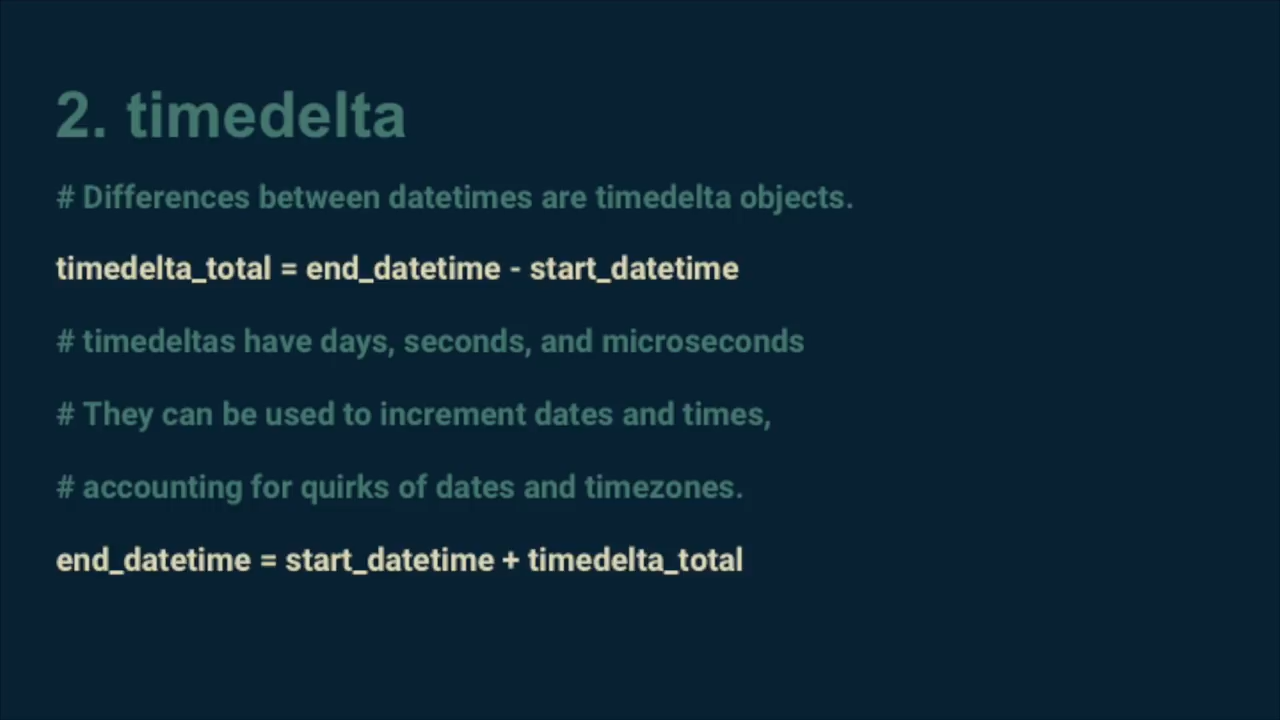 2. timedelta
# Differences between datetimes are timedelta objects.
timedelta_total = end_datetime - start_datetime
# timedeltas have days, seconds, and microseconds
# They can be used to increment dates and times,
# accounting for quirks of dates and timezones.
end_datetime = start_datetime + timedelta_total